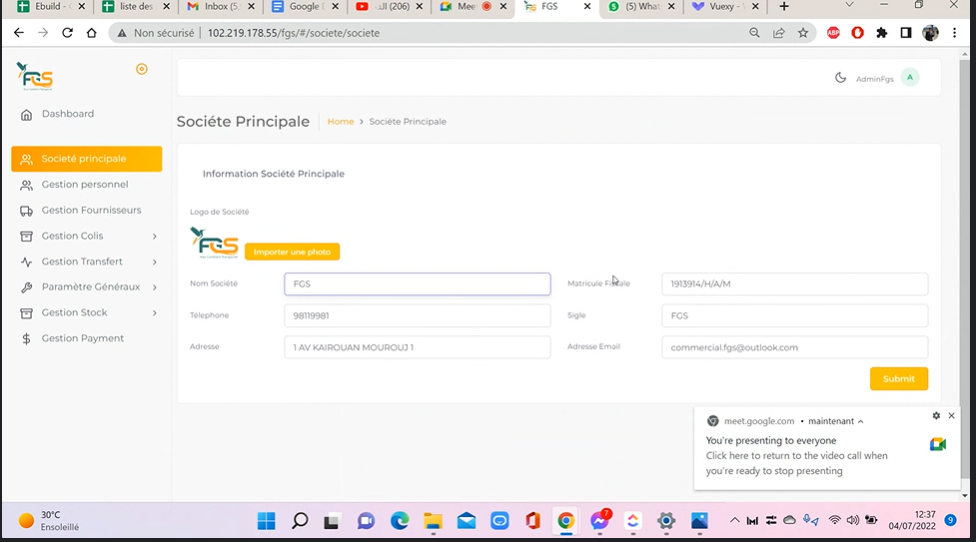 Ebuild -
liste des
Inbox (5
Google D
(206)
Mee
FGS
(5) What
Vuexy -
Non sécurisé
102.219.178.55/fgs/#/societe/societe
ABP
FGS
AdminFgs
A
Dashboard
Sociéte Principale
Home > Sociéte Principale
Societé principale
Information Société Principale
Gestion personnel
Gestion Fournisseurs
Logo de Société
Gestion Colis
FGS
Importer une photo
Gestion Transfert
Nom Société
FGS
Matricule Fiscale
1913914/H/A/M
Paramètre Généraux
Télephone
98119981
Sigle
FGS
Gestion Stock
Adresse
1 AV KAIROUAN MOUROUJ 1
Adresse Email
commercial.fgs@outlook.com
Gestion Payment
Submit
meet.google.com • maintenant
You're presenting to everyone
Click here to return to the video call when
you're ready to stop presenting
30°C
Ensoleillé
7
12:37
04/07/2022
9